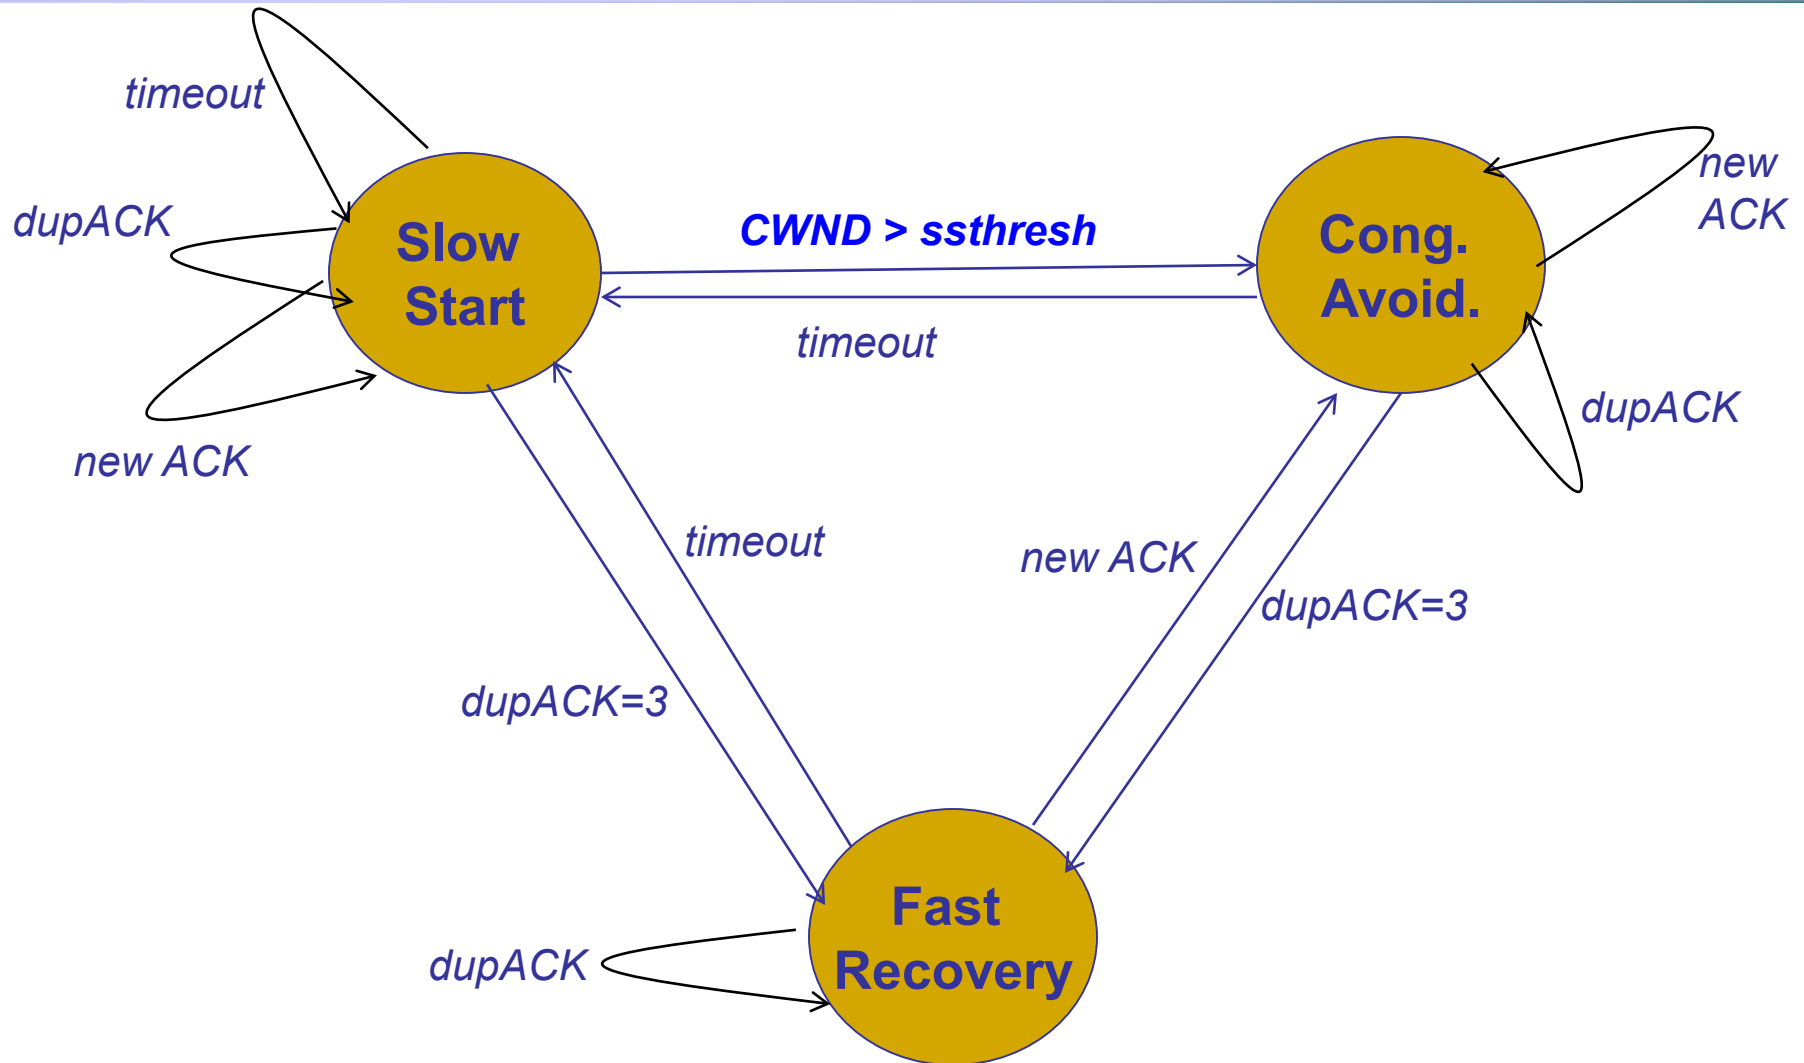 timeout
dupACK
Slow
Start
new ACK
CWND > ssthresh
timeout
Cong.
Avoid.
new
ACK
dupACK
timeout
dupACK=3
new ACK
dupACK=3
Fast
Recovery
dupACK